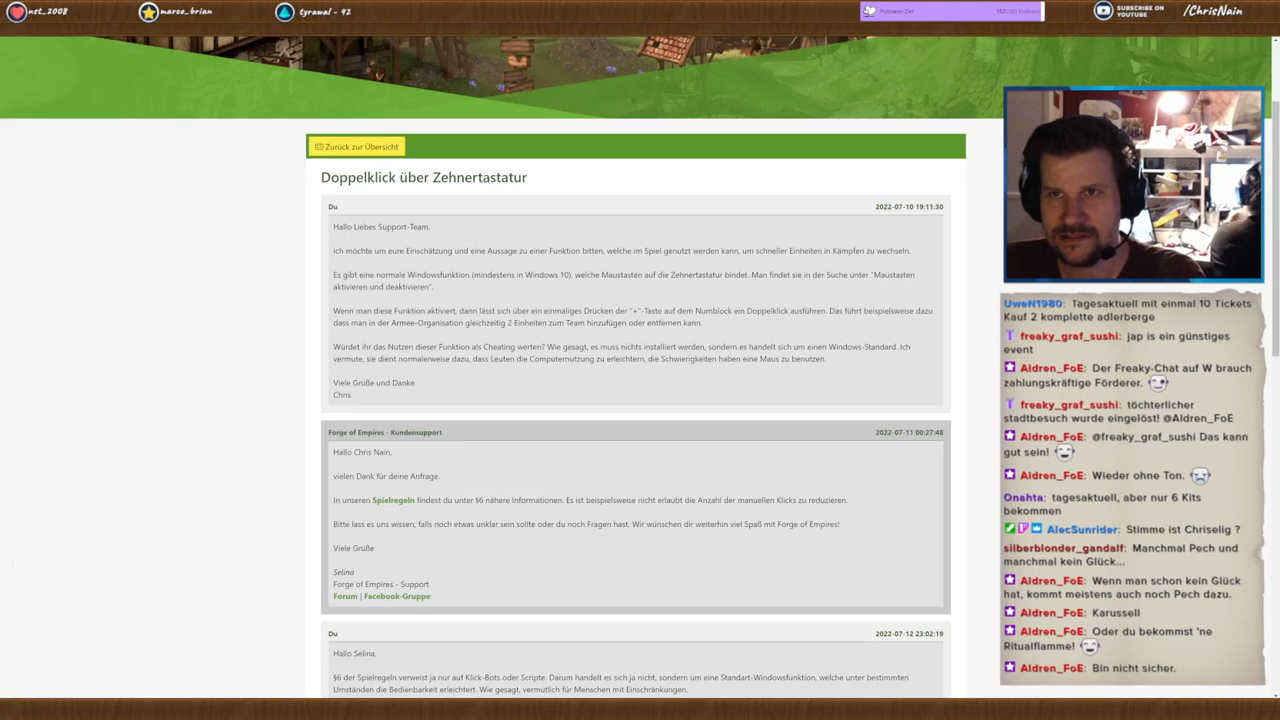 nst_2008
marco_brian
tyrawal - 42
Follower-Ziel
SUBSCRIBE ON
YOUTUBE
/ChrisNain
Zurück zur Übersicht
Doppelklick über Zehnertastatur
Du
2022-07-10 19:11:30
Hallo Liebes Support-Team,
ich möchte um eure Einschätzung und eine Aussage zu einer Funktion bitten, welche im Spiel genutzt werden kann, um schneller Einheiten in Kämpfen zu wechseln.
Es gibt eine normale Windowsfunktion (mindestens in Windows 10), welche Maustasten auf die Zehnertastatur bindet. Man findet sie in der Suche unter "Maustasten
aktivieren und deaktivieren".
Wenn man diese Funktion aktiviert, dann lässt sich über ein einmaliges Drücken der "+"-Taste auf dem Numblock ein Doppelklick ausführen. Das führt beispielsweise dazu
dass man in der Armee-Organisation gleichzeitig 2 Einheiten zum Team hinzufügen oder entfernen kann.
Würdet ihr das Nutzen dieser Funktion als Cheating werten? Wie gesagt, es muss nichts installiert werden, sondern es handelt sich um einen Windows-Standard. Ich
vermute, sie dient normalerweise dazu, dass Leuten die Computernutzung zu erleichtern, die Schwierigkeiten haben eine Maus zu benutzen.
Viele Grüße und Danke
Chris
Forge of Empires - Kundensupport
2022-07-11 00:27:48
Hallo Chris Nain,
vielen Dank für deine Anfrage.
In unseren Spielregeln findest du unter §6 nähere Informationen. Es ist beispielsweise nicht erlaubt die Anzahl der manuellen Klicks zu reduzieren.
Bitte lass es uns wissen, falls noch etwas unklar sein sollte oder du noch Fragen hast. Wir wünschen dir weiterhin viel Spaß mit Forge of Empires!
Viele Grüße
Selina
Forge of Empires - Support
Forum | Facebook-Gruppe
Du
2022-07-12 23:02:19
Hallo Selina,
§6 der Spielregeln verweist ja nur auf Klick-Bots oder Scripte. Darum handelt es sich ja nicht, sondern um eine Standart-Windowsfunktion, welche unter bestimmten
Umständen die Bedienbarkeit erleichtert. Wie gesagt, vermutlich für Menschen mit Einschränkungen.
UweN1980: Tagesaktuell mit einmal 10 Tickets
Kauf 2 komplette adlerberge
freaky_graf_sushi: jap is ein günstiges
event
Aldren_FoE: Der Freaky-Chat auf W brauch
zahlungskräftige Förderer.
freaky_graf_sushi: töchterlicher
stadtbesuch wurde eingelöst! @Aldren_FoE
Aldren_FoE: @freaky_graf_sushi Das kann
gut sein!
Aldren_FoE: Wieder ohne Ton.
Onahta: tagesaktuell, aber nur 6 Kits
bekommen
AlecSunrider: Stimme ist Chriselig ?
silberblonder_gandalf: Manchmal Pech und
manchmal kein Glück...
Aldren_FoE: Wenn man schon kein Glück
hat, kommt meistens auch noch Pech dazu.
Aldren_FoE: Karussell
Aldren_FoE: Oder du bekommst 'ne
Ritualflamme!
Aldren_FoE: Bin nicht sicher.